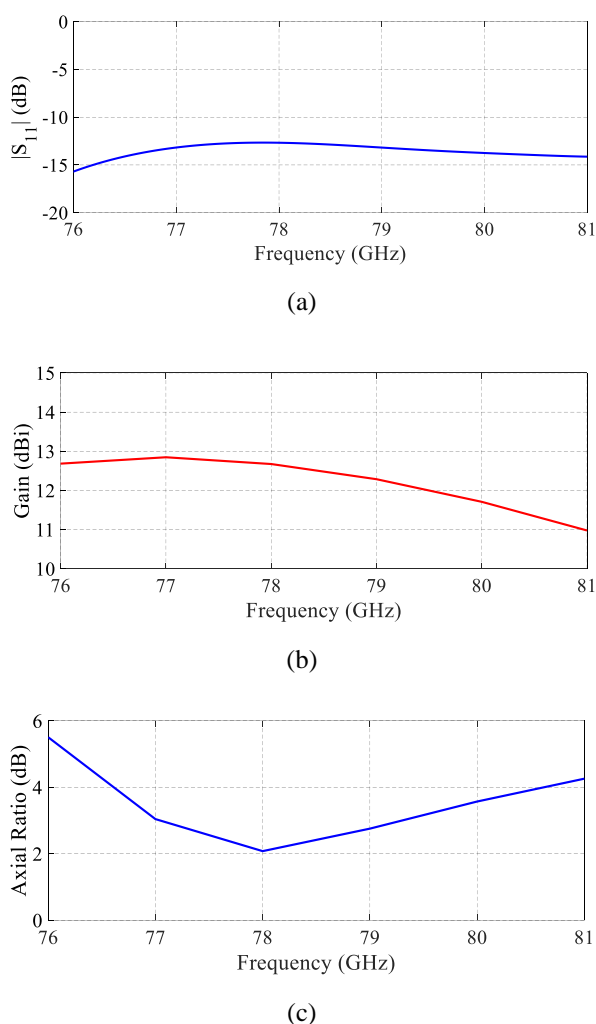 0
-5
-10
-15
-20
|S11| (dB)
76 77 78 79 80 81
Frequency (GHz)
(a)
15
14
13
12
11
10
Gain (dBi)
76 77 78 79 80 81
Frequency (GHz)
(b)
6
4
2
0
Axial Ratio (dB)
76 77 78 79 80 81
Frequency (GHz)
(c)